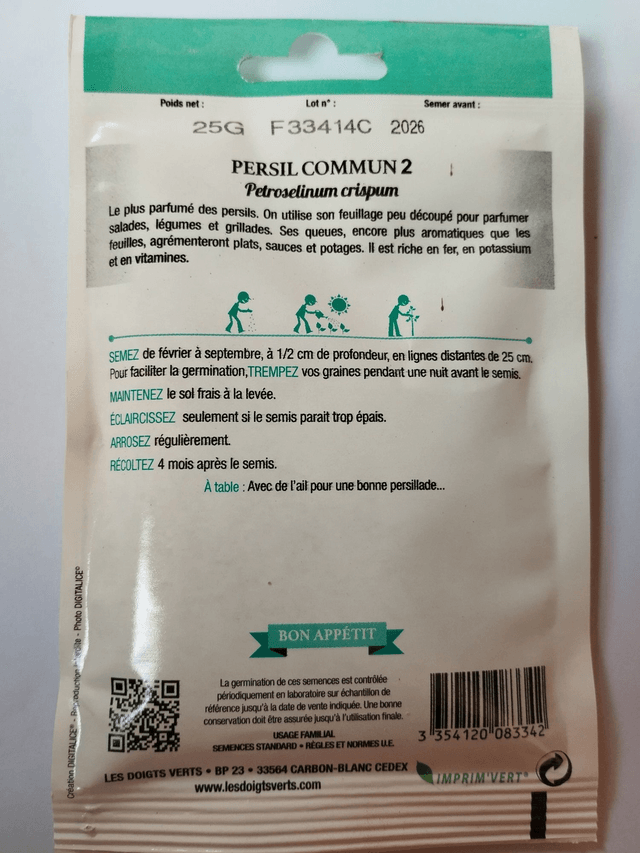 Poids net : Lot n° : Semer avant :
25G F33414C 2026
PERSIL COMMUN 2
Petroselinum crispum
Le plus parfumé des persils. On utilise son feuillage peu découpé pour parfumer
salades, légumes et grillades. Ses queues, encore plus aromatiques que les
feuilles, agrémenteront plats, sauces et potages. Il est riche en fer, en potassium
et en vitamines.
SEMEZ de février à septembre, à 1/2 cm de profondeur, en lignes distantes de 25 cm.
Pour faciliter la germination,TREMPEZ vos graines pendant une nuit avant le semis.
MAINTENEZ le sol frais à la levée.
ÉCLAIRCISSEZ seulement si le semis parait trop épais.
ARROSEZ régulièrement.
RÉCOLTEZ 4 mois après le semis.
À table : Avec de l'ail pour une bonne persillade...
BON APPÉTIT
La germination de ces semences est contrôlée
périodiquement en laboratoire sur échantillon de
référence jusqu'à la date de vente indiquée. Une bonne
conservation doit être assurée jusqu'à l'utilisation finale.
USAGE FAMILIAL
SEMENCES STANDARD • RÈGLES ET NORMES U.E.
3 354120 083342
LES DOIGTS VERTS • BP 23 • 33564 CARBON-BLANC CEDEX
www.lesdoigtsverts.com
IMPRIM'VERT®
Création DIGITALICE® - Photo DIGITALICE®